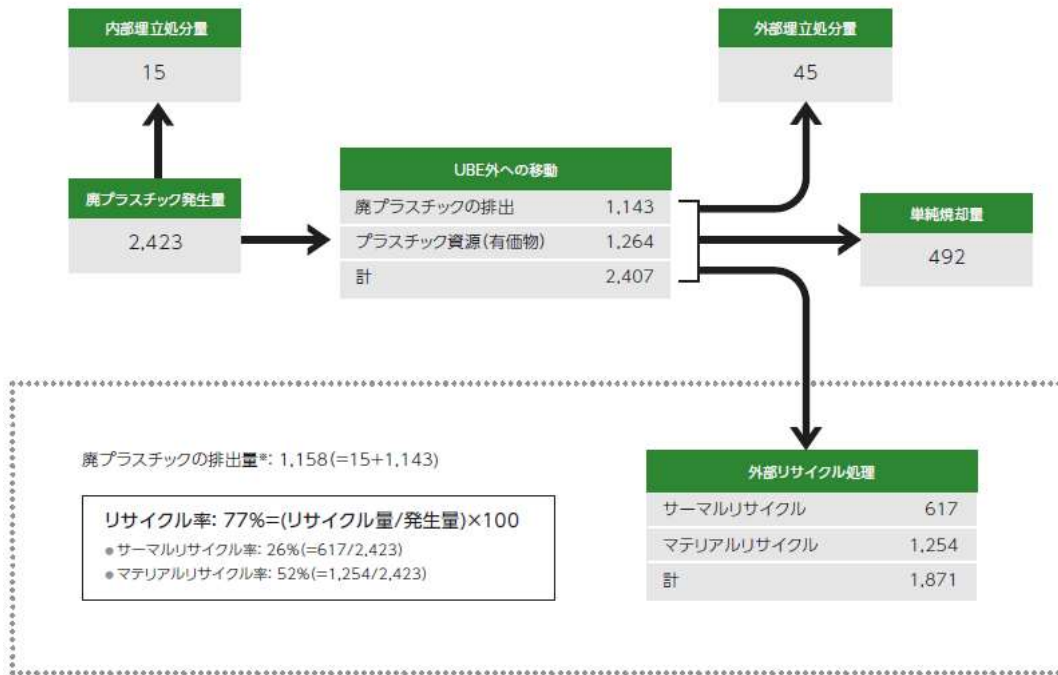 内部埋立処分量
15
外部埋立処分量
45
廃プラスチック発生量
2,423
UBE外への移動
廃プラスチックの排出 1,143
プラスチック資源(有価物) 1,264
計 2,407
単純焼却量
492
廃プラスチックの排出量※: 1,158(=15+1,143)
リサイクル率: 77%=(リサイクル量/発生量)×100
●サーマルリサイクル率: 26%(=617/2,423)
●マテリアルリサイクル率: 52%(=1,254/2,423)
外部リサイクル処理
サーマルリサイクル 617
マテリアルリサイクル 1,254
計 1,871